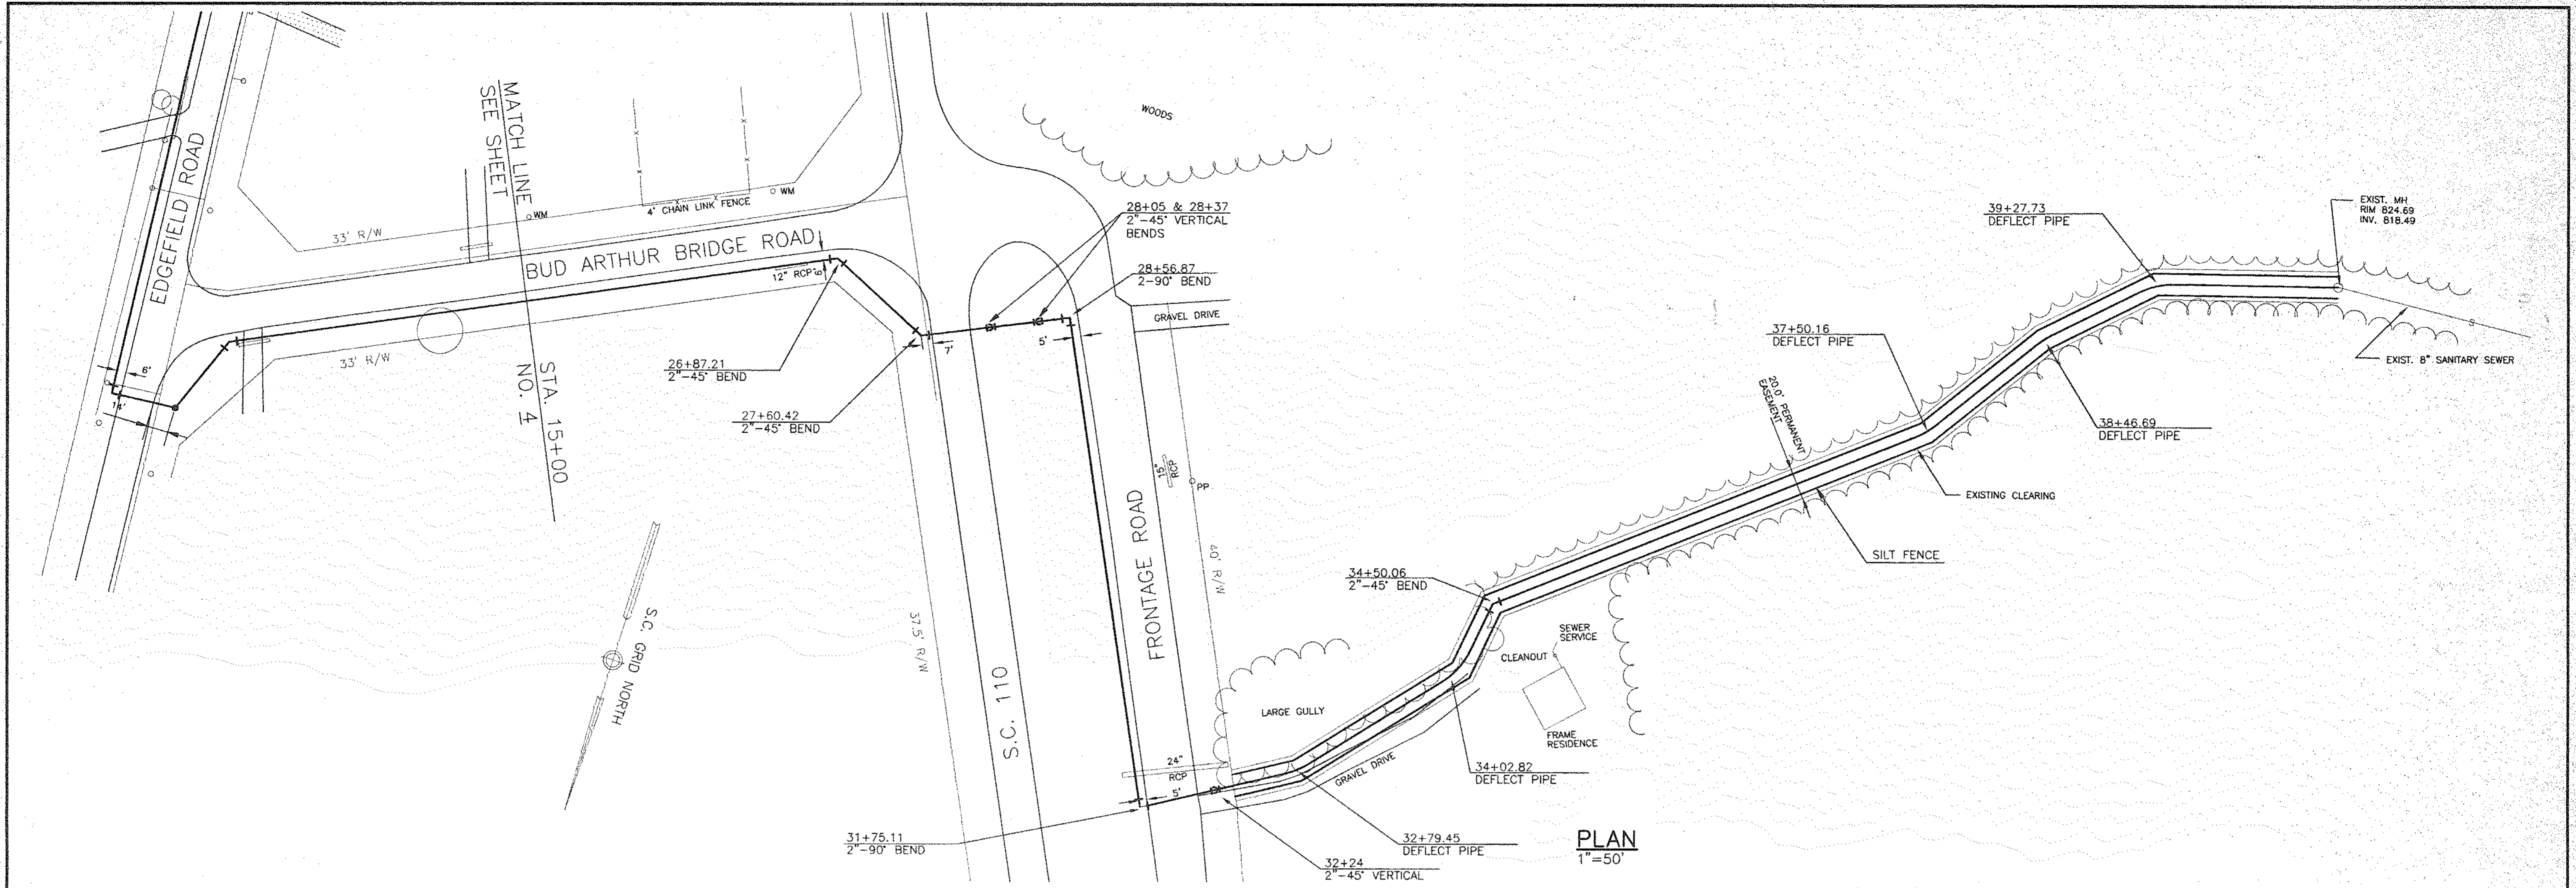 EDGEFIELD ROAD
MATCH LINE
SEE SHEET
STA. 15+00
NO. 4
WM
4' CHAIN LINK FENCE
WM
33' R/W
BUD ARTHUR BRIDGE ROAD
12" RCP
8'
33' R/W
6'
14'
26+87.21
2"-45° BEND
27+60.42
2"-45° BEND
7'
WOODS
28+05 & 28+37
2"-45° VERTICAL
BENDS
28+56.87
2-90° BEND
GRAVEL DRIVE
5'
15"
RCP
PP
FRONTAGE ROAD
40' R/W
37.5' R/W
S.C. 110
S.C. GRID NORTH
24"
RCP
5'
31+75.11
2"-90° BEND
32+24
2"-45° VERTICAL
32+79.45
DEFLECT PIPE
34+02.82
DEFLECT PIPE
LARGE GULLY
GRAVEL DRIVE
34+50.06
2"-45° BEND
SEWER
SERVICE
CLEANOUT
FRAME
RESIDENCE
20.0' PERMANENT
EASEMENT
SILT FENCE
EXISTING CLEARING
37+50.16
DEFLECT PIPE
38+46.69
DEFLECT PIPE
39+27.73
DEFLECT PIPE
EXIST. MH
RIM 824.69
INV. 818.49
S
EXIST. 8" SANITARY SEWER
PLAN
1"=50'